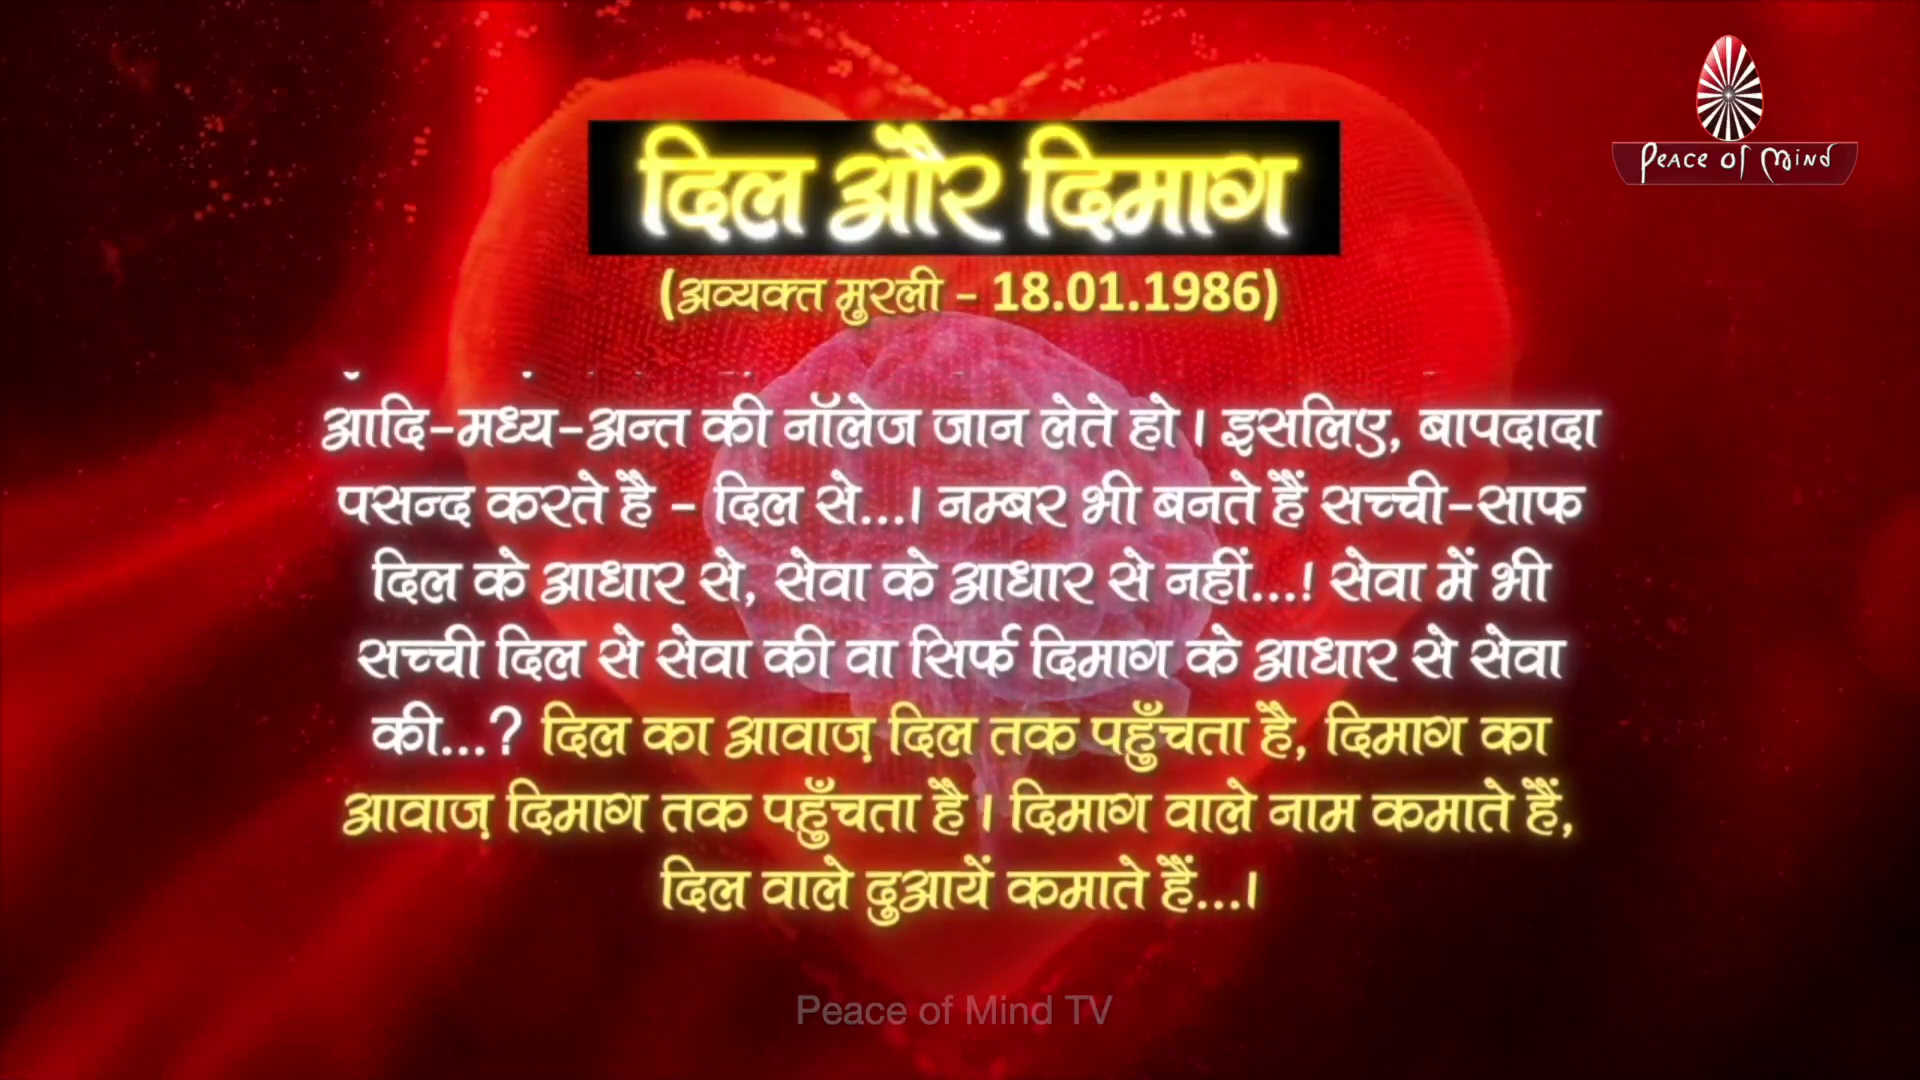 दिल और दिमाग
Peace of Mind
(अव्यक्त मुरली - 18.01.1986)
आदि-मध्य-अन्त की नॉलेज जान लेते हो। इसलिए, बापदादा
पसन्द करते है - दिल से...। नम्बर भी बनते हैं सच्ची-साफ
दिल के आधार से, सेवा के आधार से नहीं...! सेवा में भी
सच्ची दिल से सेवा की वा सिर्फ दिमाग के आधार से सेवा
की...? दिल का आवाज़ दिल तक पहुँचता है, दिमाग का
आवाज़ दिमाग तक पहुँचता है। दिमाग वाले नाम कमाते हैं,
दिल वाले दुआयें कमाते हैं...।
Peace of Mind TV